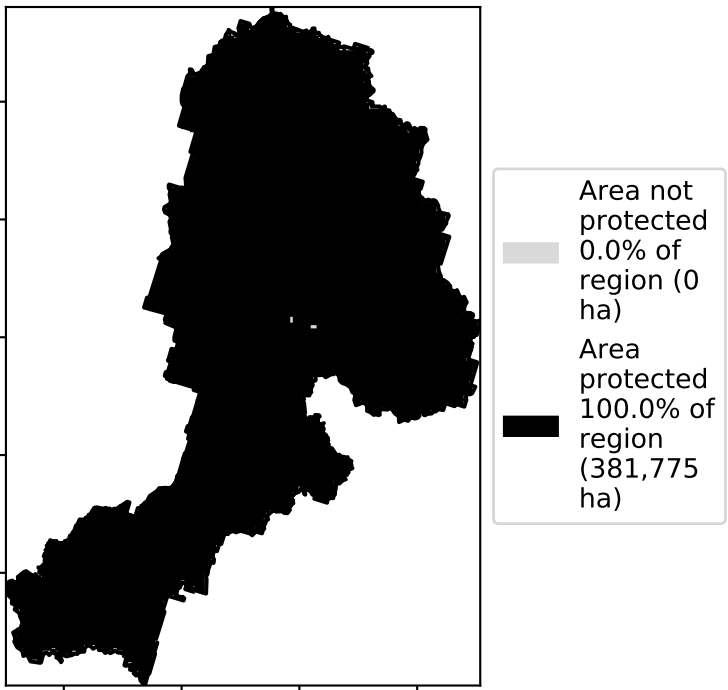 Area not
protected
0.0% of
region (0
ha)
Area
protected
100.0% of
region
(381,775
ha)